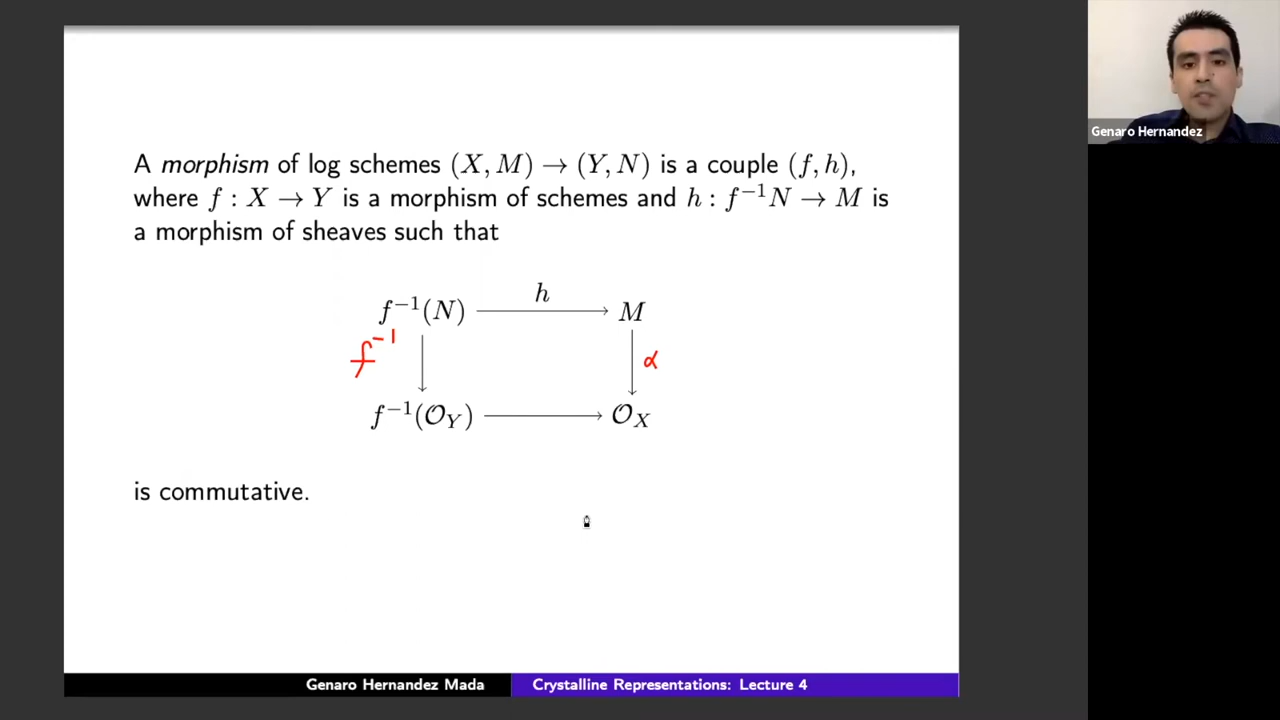 A morphism of log schemes (X, M) → (Y, N) is a couple (f, h),
where f : X → Y is a morphism of schemes and h : f⁻¹N → M is
a morphism of sheaves such that
h
f⁻¹(N) M
f⁻¹ α
f⁻¹(𝒪_Y) 𝒪_X
is commutative.
Genaro Hernandez Mada
Crystalline Representations: Lecture 4
Genaro Hernandez